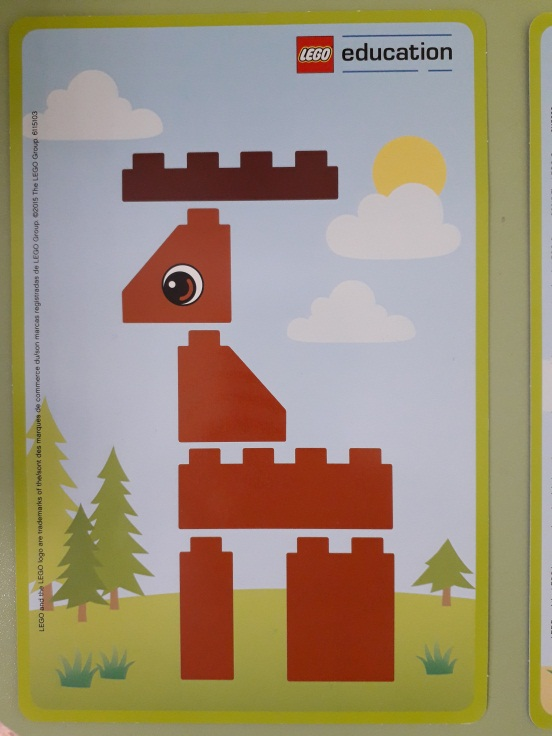 LEGO education
LEGO and the LEGO logo are trademarks of the/sont des marques de commerce du/son marcas registradas de LEGO Group. ©2015 The LEGO Group. 6115103